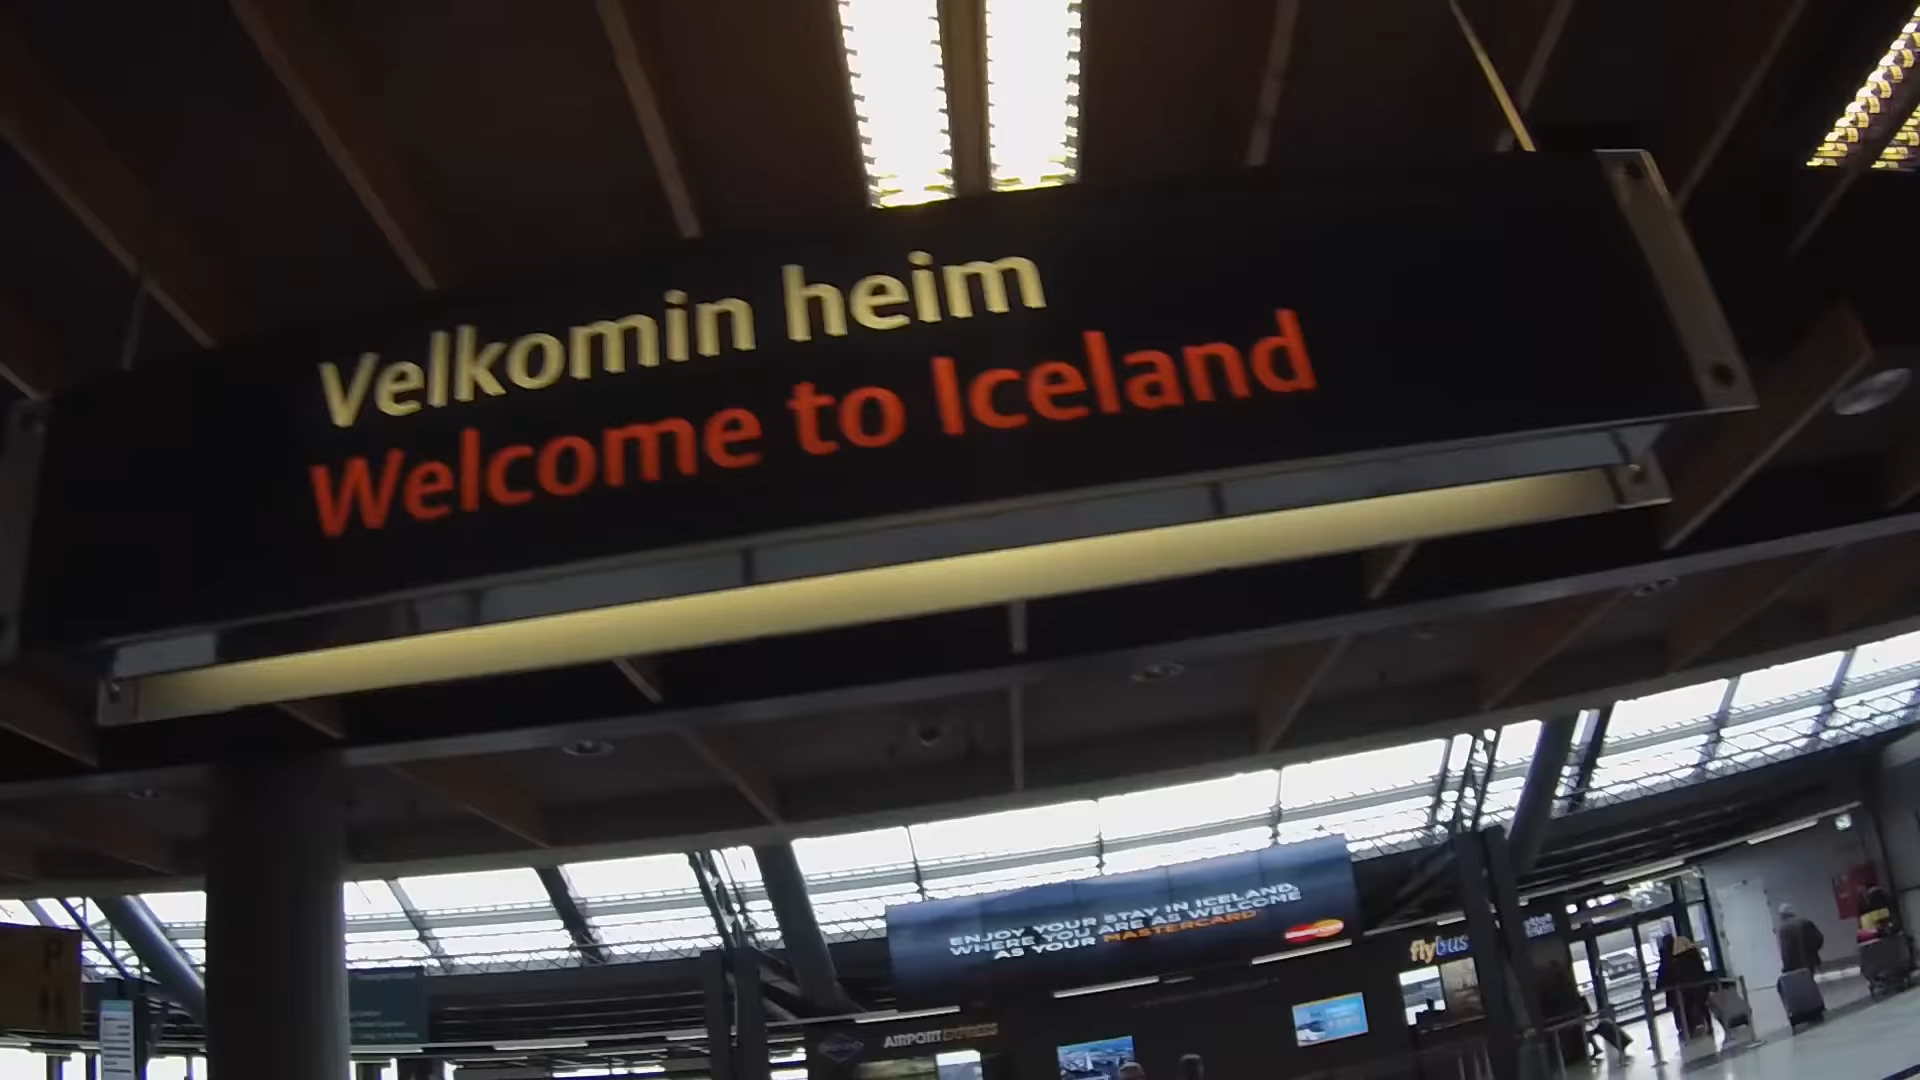 Velkomin heim
Welcome to Iceland
ENJOY YOUR STAY IN ICELAND,
WHERE YOU ARE AS WELCOME
AS YOUR MASTERCARD
MasterCard
flybus
AIRPORT EXPRESS
P